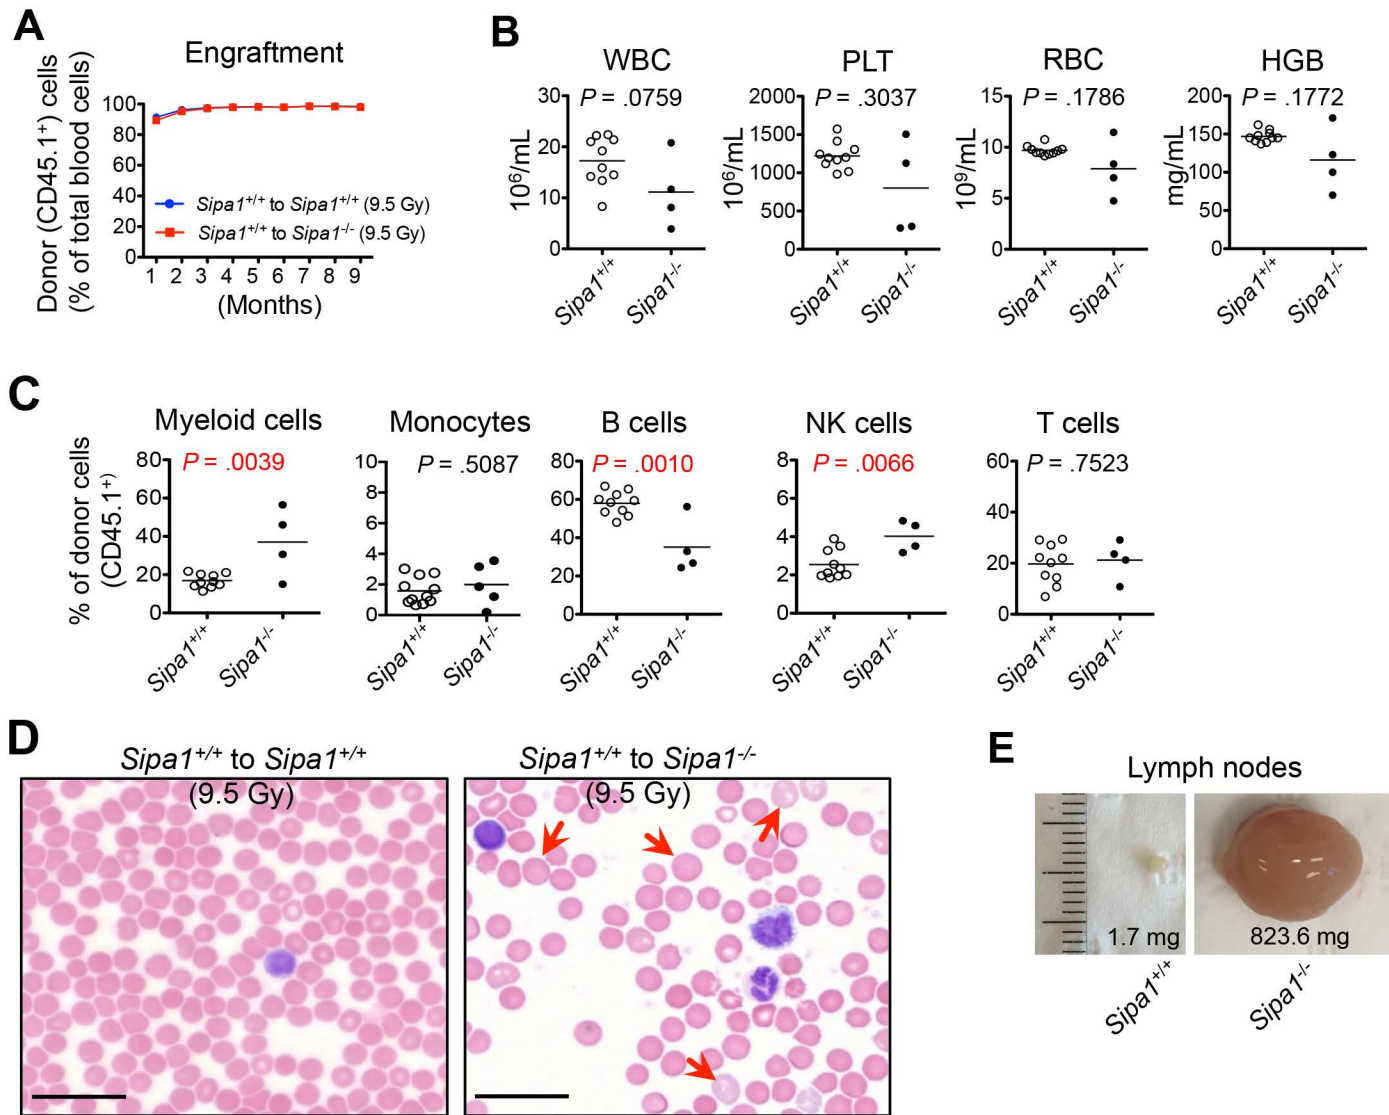 A
Engraftment
Donor (CD45.1⁺) cells
(% of total blood cells)
100
80
60
40
20
0
Sipa1⁺/⁺ to Sipa1⁺/⁺ (9.5 Gy)
Sipa1⁺/⁺ to Sipa1⁻/⁻ (9.5 Gy)
1 2 3 4 5 6 7 8 9
(Months)
B
WBC
P = .0759
10⁶/mL
30
20
10
0
Sipa1⁺/⁺ Sipa1⁻/⁻
PLT
P = .3037
10⁶/mL
2000
1500
1000
500
0
Sipa1⁺/⁺ Sipa1⁻/⁻
RBC
P = .1786
10⁹/mL
15
10
5
0
Sipa1⁺/⁺ Sipa1⁻/⁻
HGB
P = .1772
mg/mL
200
150
100
50
0
Sipa1⁺/⁺ Sipa1⁻/⁻
C
% of donor cells
(CD45.1⁺)
Myeloid cells
P = .0039
80
60
40
20
0
Sipa1⁺/⁺ Sipa1⁻/⁻
Monocytes
P = .5087
10
8
6
4
2
0
Sipa1⁺/⁺ Sipa1⁻/⁻
B cells
P = .0010
80
60
40
20
0
Sipa1⁺/⁺ Sipa1⁻/⁻
NK cells
P = .0066
8
6
4
2
0
Sipa1⁺/⁺ Sipa1⁻/⁻
T cells
P = .7523
60
40
20
0
Sipa1⁺/⁺ Sipa1⁻/⁻
D
Sipa1⁺/⁺ to Sipa1⁺/⁺
(9.5 Gy)
Sipa1⁺/⁺ to Sipa1⁻/⁻
(9.5 Gy)
E
Lymph nodes
1.7 mg
823.6 mg
Sipa1⁺/⁺
Sipa1⁻/⁻